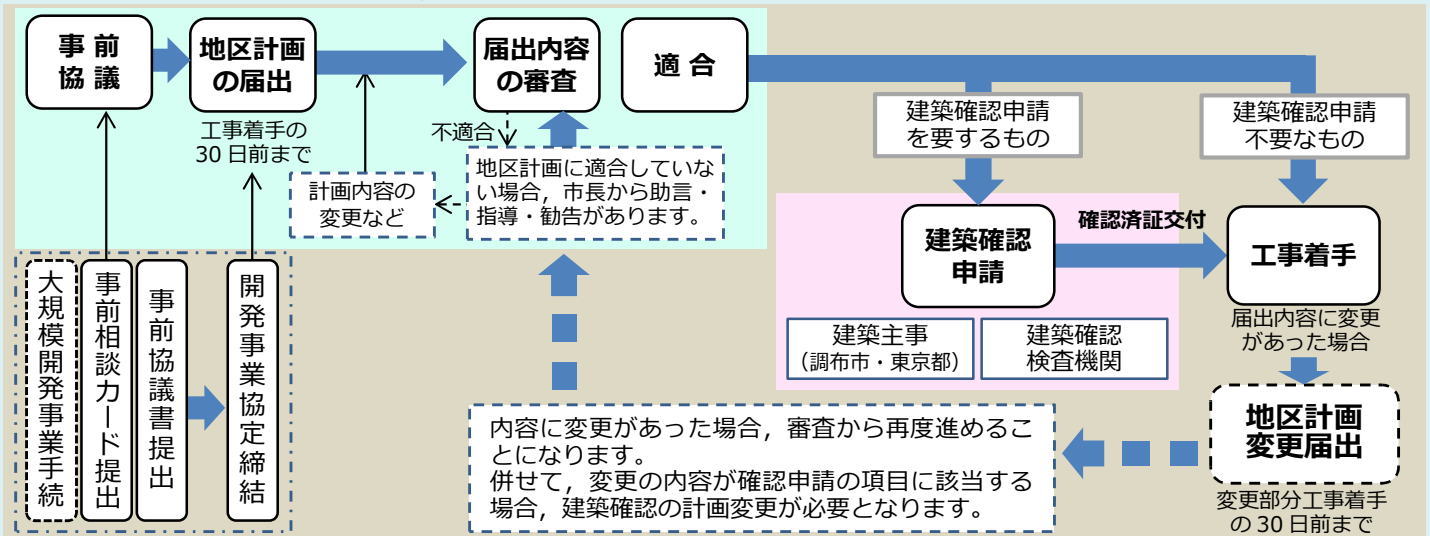 事 前
協 議
地区計画
の届出
工事着手の
30 日前まで
届出内容
の審査
適 合
不適合
計画内容の
変更など
地区計画に適合していな
い場合，市長から助言・
指導・勧告があります。
建築確認申請
を要するもの
建築確認申請
不要なもの
建築確認
申請
確認済証交付
工事着手
建築主事
（調布市・東京都）
建築確認
検査機関
届出内容に変更
があった場合
地区計画
変更届出
変更部分工事着手
の 30 日前まで
内容に変更があった場合，審査から再度進めるこ
とになります。
併せて，変更の内容が確認申請の項目に該当する
場合，建築確認の計画変更が必要となります。
大規模開発事業手続
事前相談カード提出
事前協議書提出
開発事業協定締結